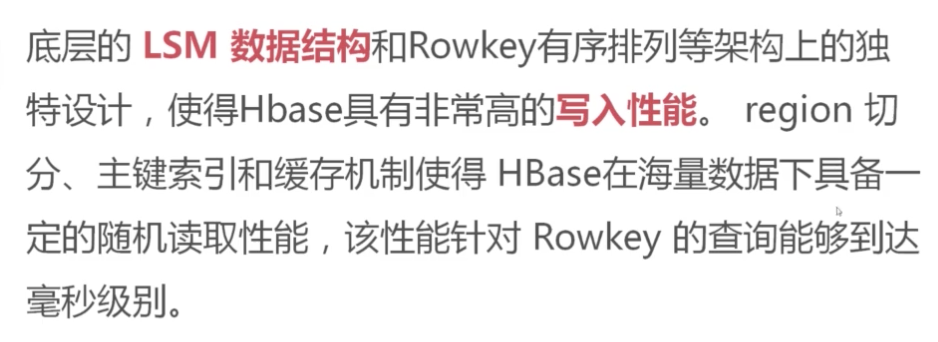 底层的 LSM 数据结构和Rowkey有序排列等架构上的独
特设计，使得Hbase具有非常高的写入性能。 region 切
分、主键索引和缓存机制使得 HBase在海量数据下具备一
定的随机读取性能，该性能针对 Rowkey 的查询能够到达
毫秒级别。